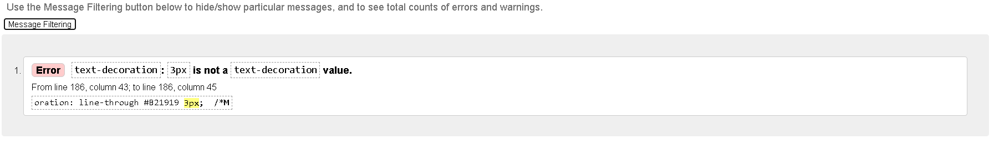 Use the Message Filtering button below to hide/show particular messages, and to see total counts of errors and warnings.
Message Filtering
1. Error text-decoration: 3px is not a text-decoration value.
From line 186, column 43; to line 186, column 45
oration: line-through #B21919 3px;  /*M